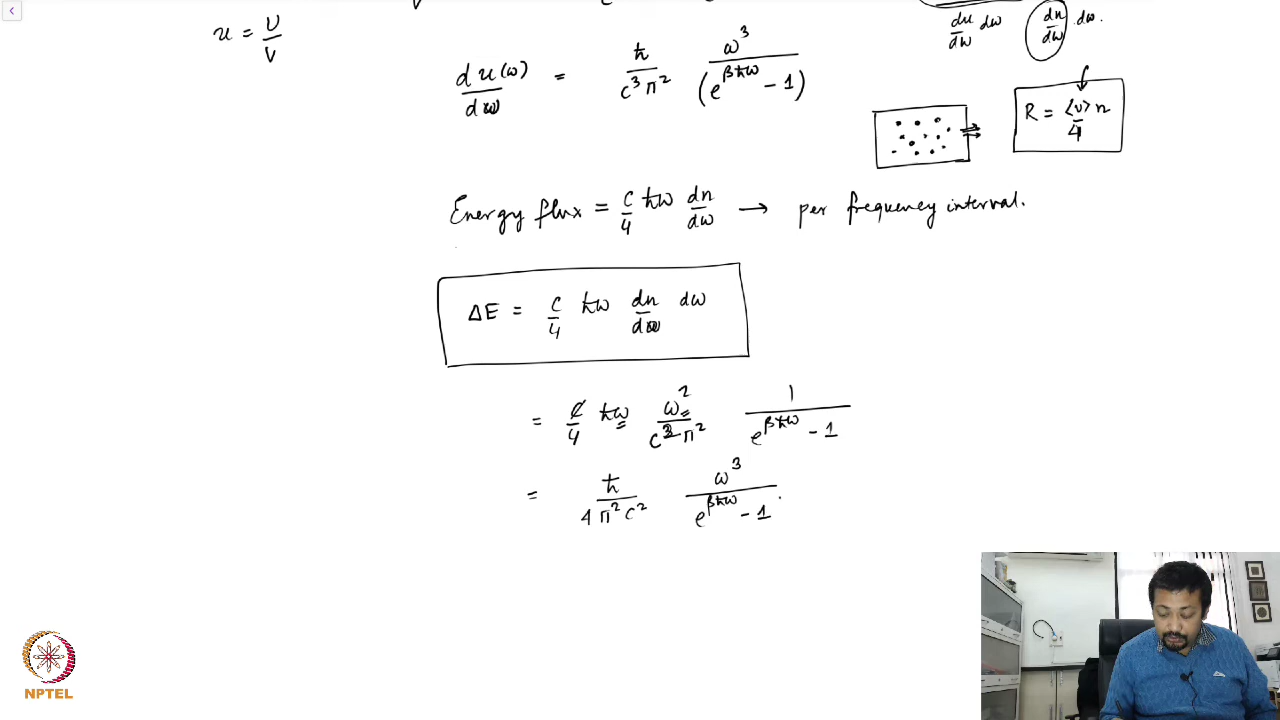 u = U/V
du/dω dω dn/dω dω.
du(ω)/dω = ħ/c³π² ω³/(e^βħω - 1)
R = <v>n/4
Energy flux = c/4 ħω dn/dω → per frequency interval.
ΔE = c/4 ħω dn/dω dω
= c/4 ħω ω²/c³π² 1/e^βħω - 1
= ħ/4π²c² ω³/e^βħω - 1
NPTEL